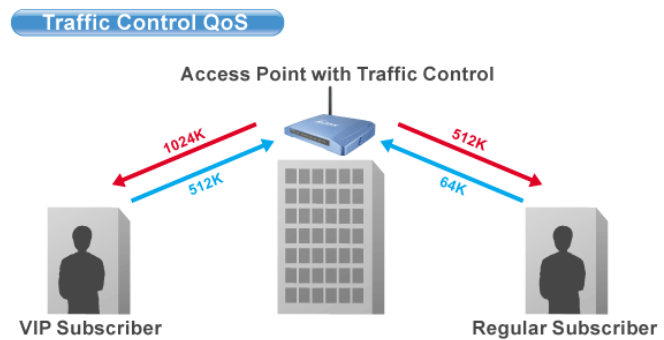 Traffic Control QoS
Access Point with Traffic Control
1024K
512K
512K
64K
VIP Subscriber
Regular Subscriber